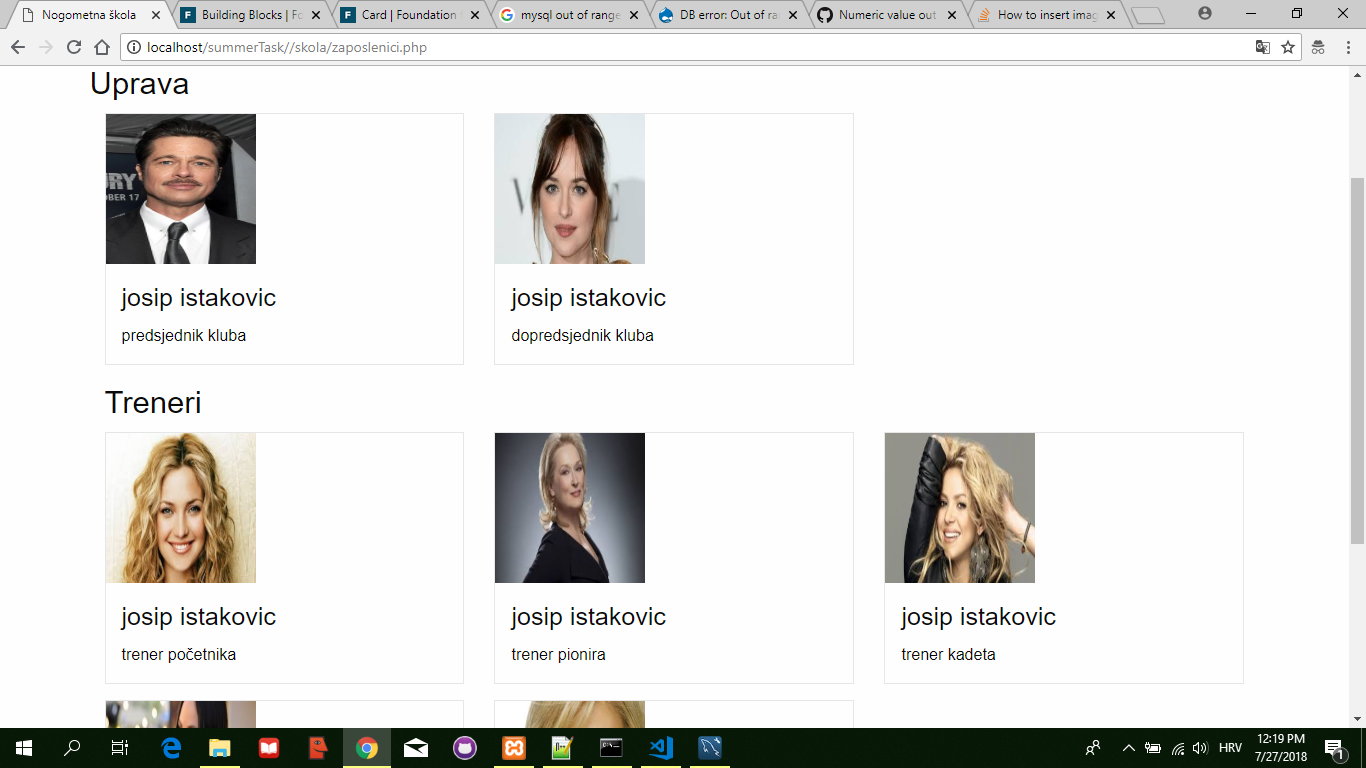 Nogometna škola
Building Blocks | Fo
Card | Foundation
mysql out of range
DB error: Out of ra
Numeric value out
How to insert imag
localhost/summerTask//skola/zaposlenici.php
Uprava
RY
BER 17
V
E
josip istakovic
predsjednik kluba
josip istakovic
dopredsjednik kluba
Treneri
josip istakovic
trener početnika
josip istakovic
trener pionira
josip istakovic
trener kadeta
HRV
12:19 PM
7/27/2018
1